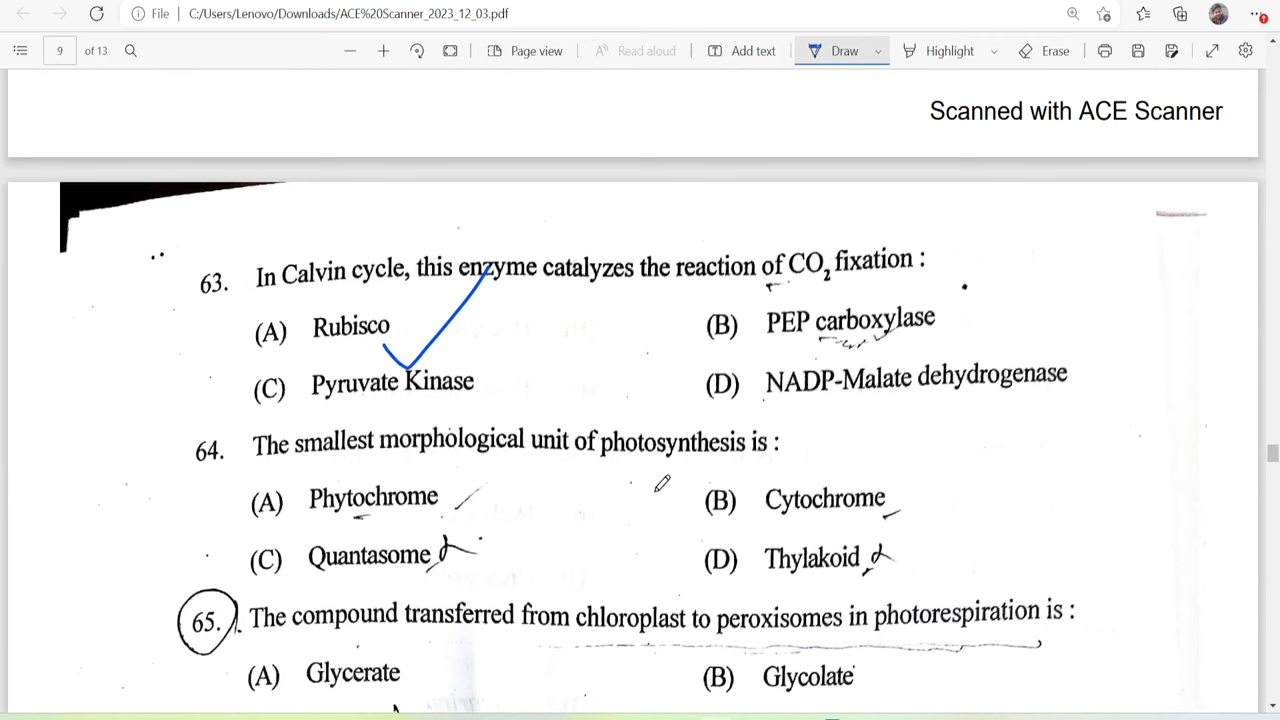 File C:/Users/Lenovo/Downloads/ACE%20Scanner_2023_12_03.pdf
9 of 13 Page view Read aloud Add text Draw Highlight Erase
Scanned with ACE Scanner
63. In Calvin cycle, this enzyme catalyzes the reaction of CO₂ fixation :
(A) Rubisco (B) PEP carboxylase
(C) Pyruvate Kinase (D) NADP-Malate dehydrogenase
64. The smallest morphological unit of photosynthesis is :
(A) Phytochrome (B) Cytochrome
(C) Quantasome (D) Thylakoid
65. The compound transferred from chloroplast to peroxisomes in photorespiration is :
(A) Glycerate (B) Glycolate